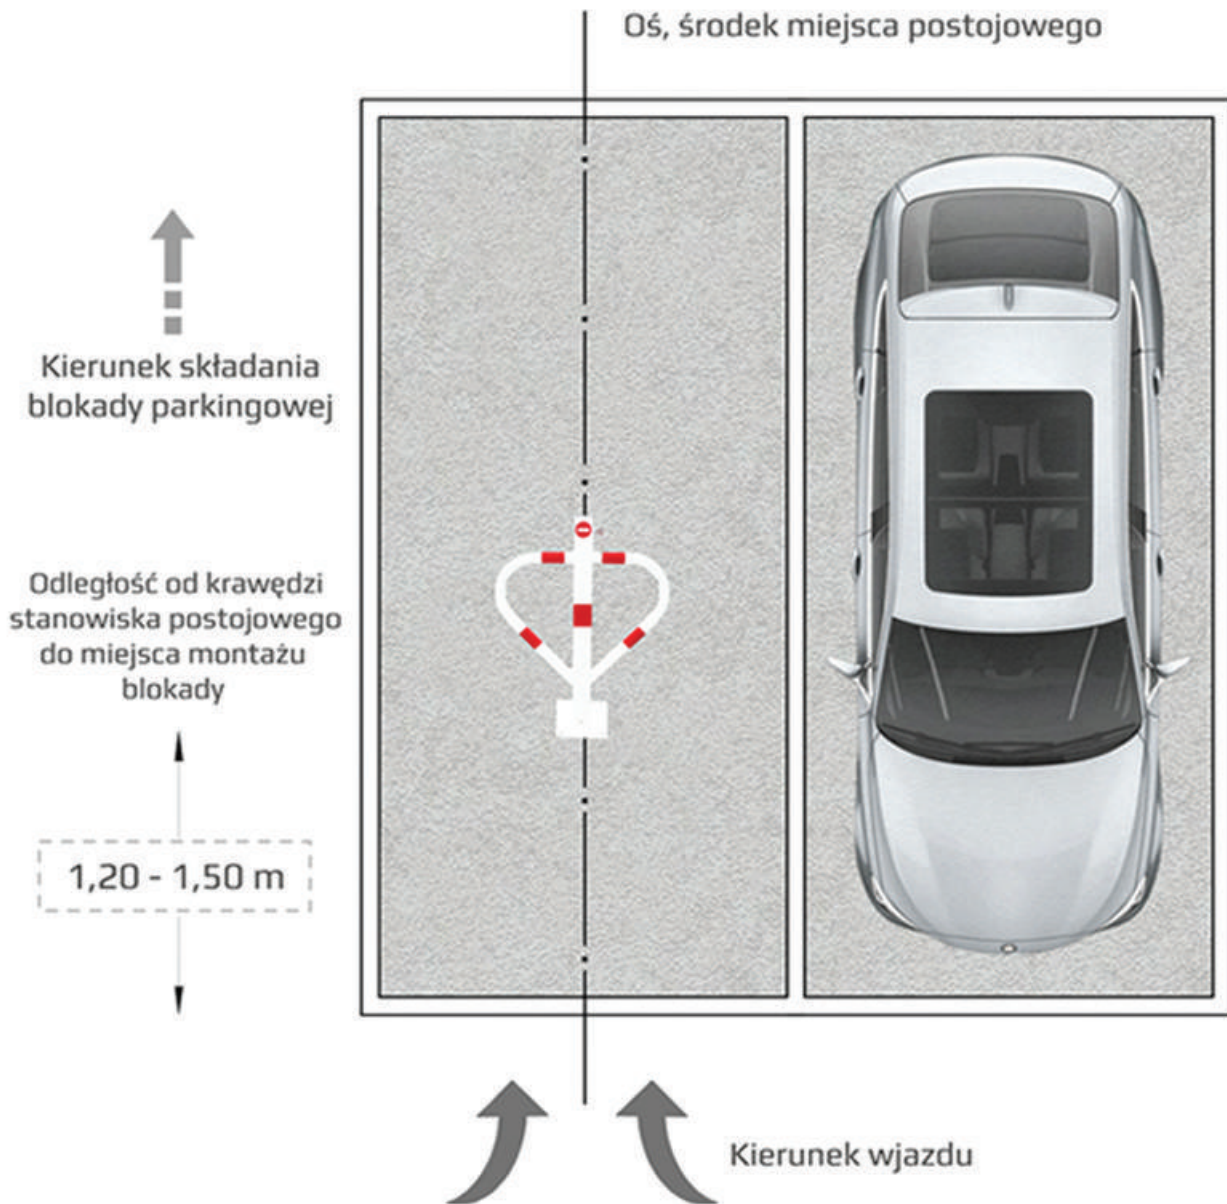 Oś, środek miejsca postojowego
Kierunek składania
blokady parkingowej
Odległość od krawędzi
stanowiska postojowego
do miejsca montażu
blokady
1,20 - 1,50 m
Kierunek wjazdu